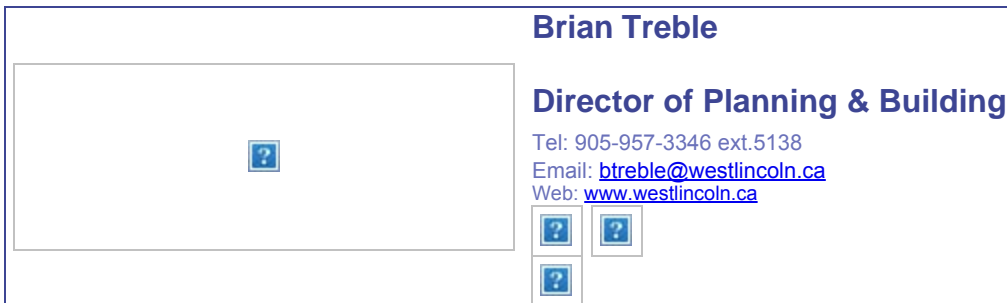 Brian Treble
Director of Planning & Building
Tel: 905-957-3346 ext.5138
Email: btreble@westlincoln.ca
Web: www.westlincoln.ca